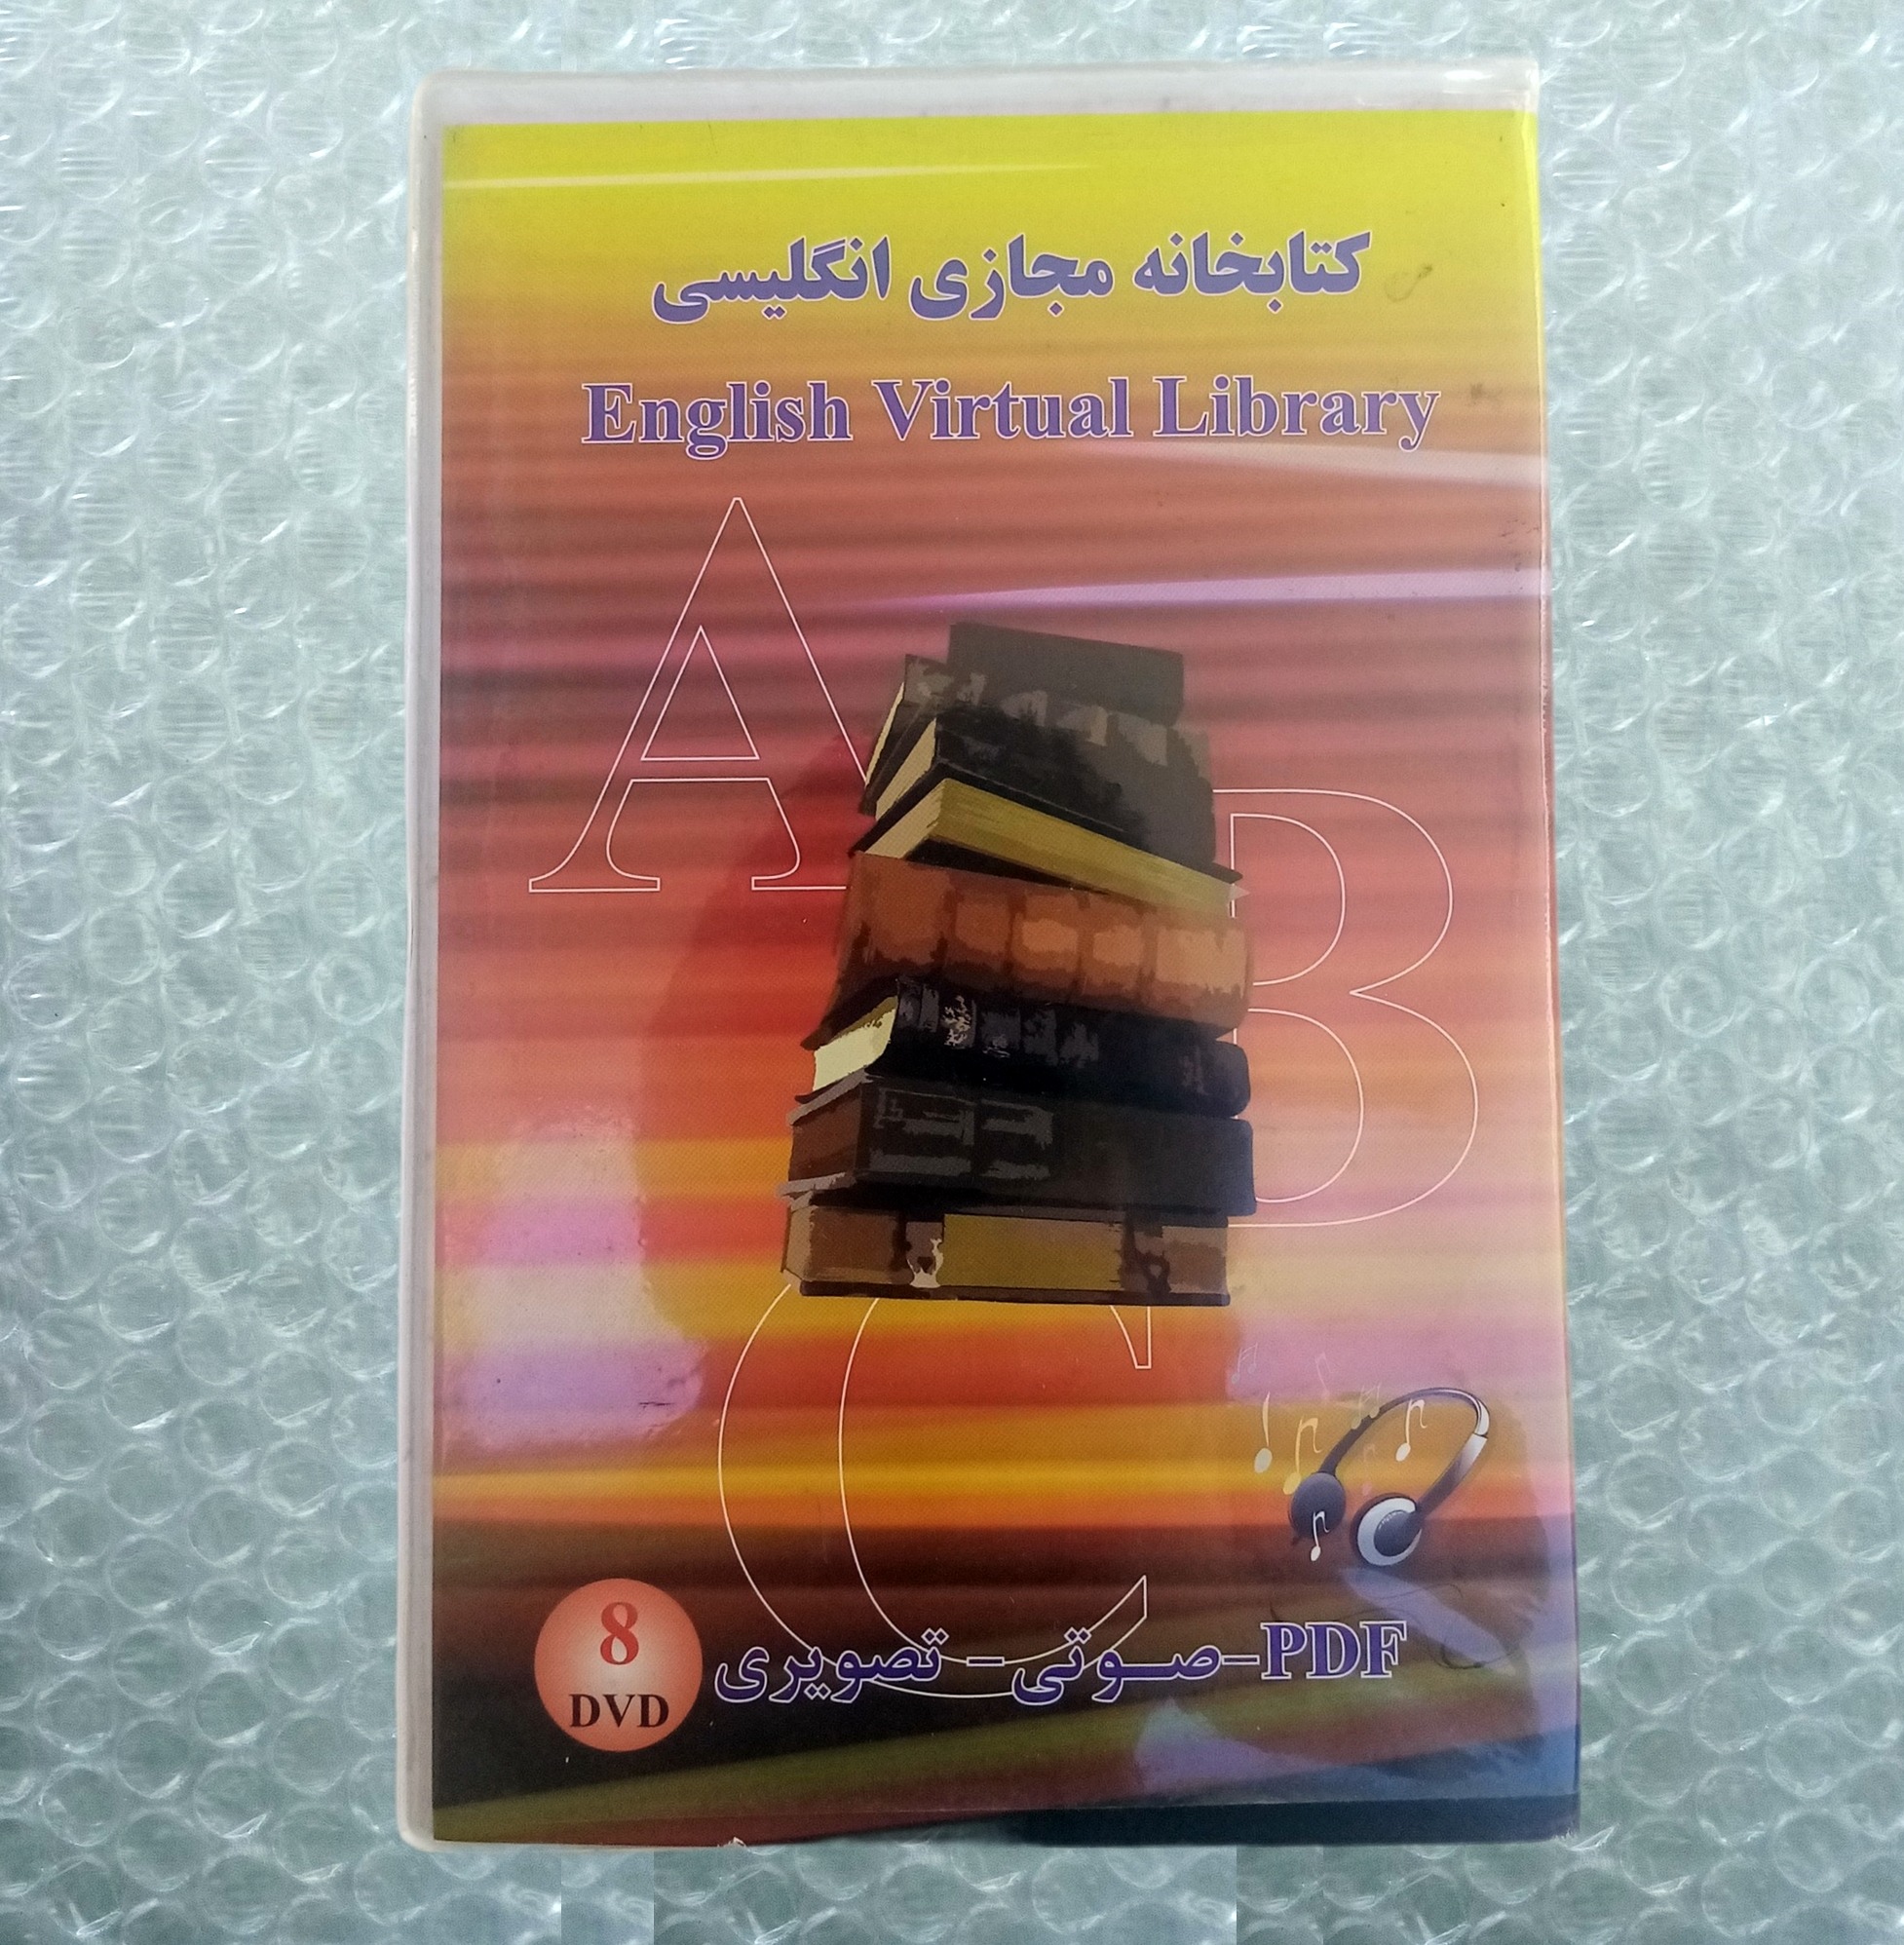 کتابخانه مجازی انگلیسی
English Virtual Library
A
B
C
PDF-صوتی- تصویری
8
DVD